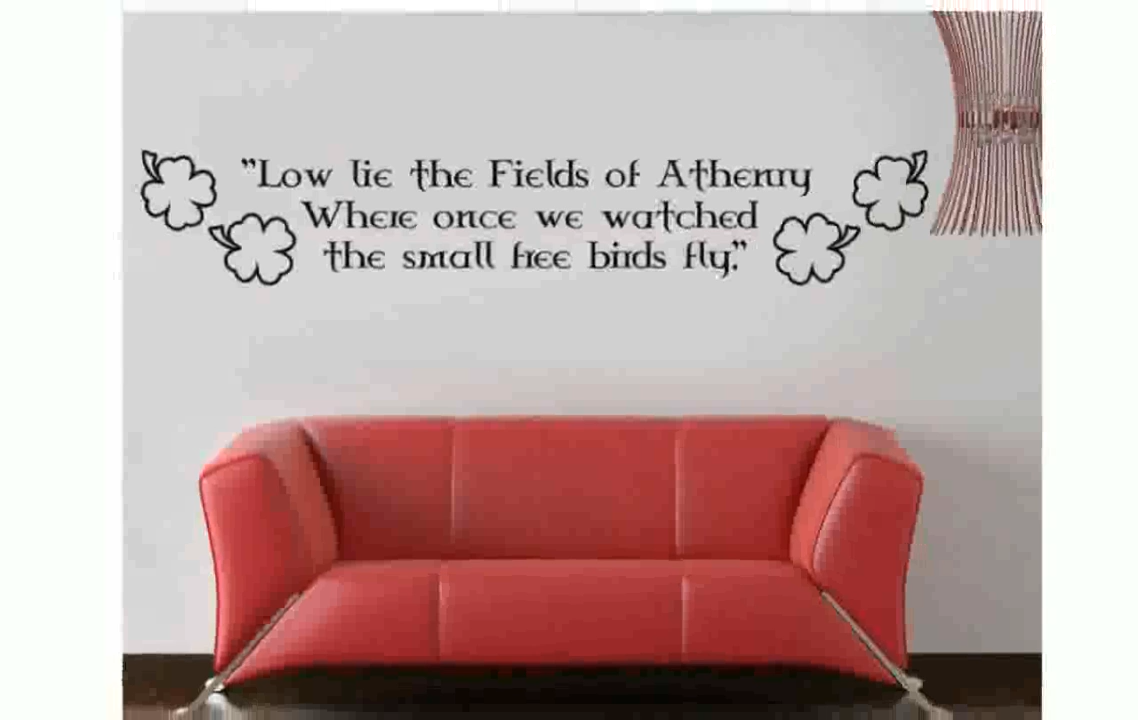 "Low lie the Fields of Athenry
Where once we watched
the small free birds fly."